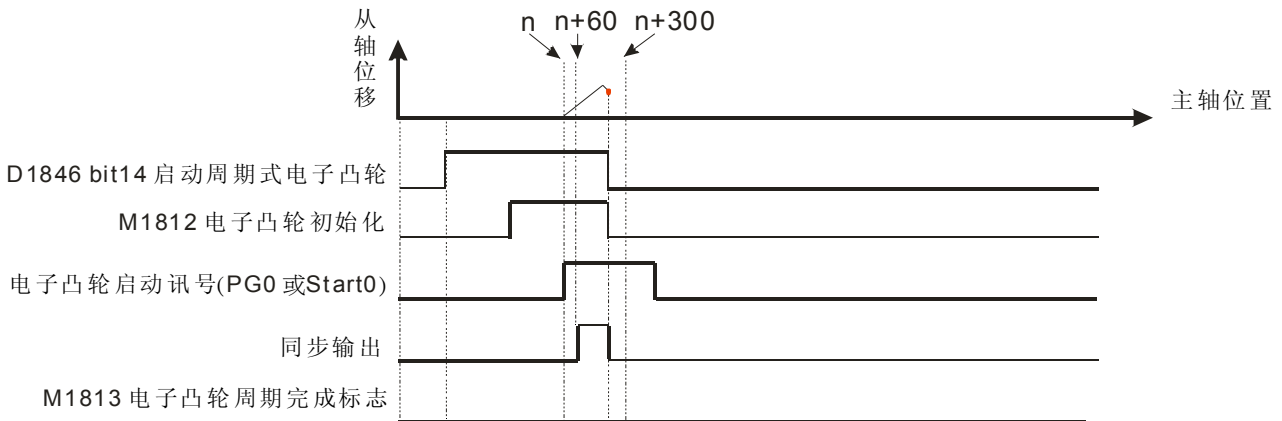 从轴位移
n n+60 n+300
主轴位置
D1846 bit14 启动周期式电子凸轮
M1812 电子凸轮初始化
电子凸轮启动讯号(PG0 或Start0)
同步输出
M1813 电子凸轮周期完成标志